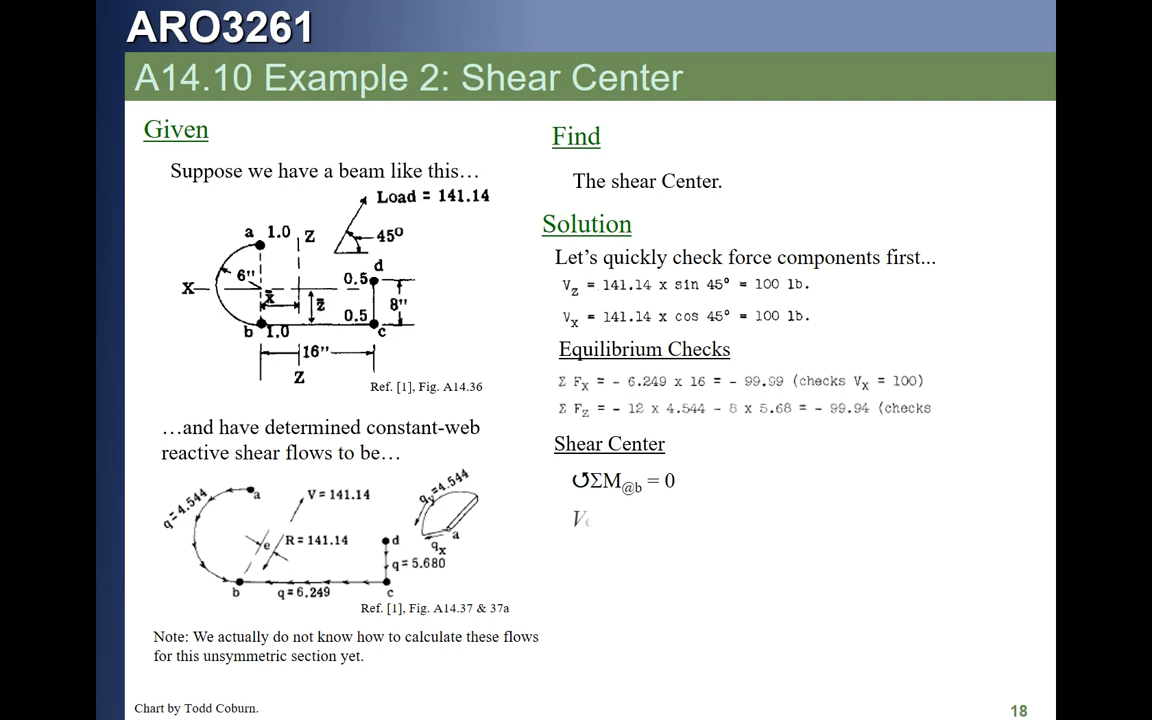 ARO3261
A14.10 Example 2: Shear Center
Given
Suppose we have a beam like this…
Load = 141.14
45º
a 1.0 Z
d
6"
0.5
X
x̄
z̄
8"
0.5
b 1.0
c
16"
Z
Ref. [1], Fig. A14.36
…and have determined constant-web
reactive shear flows to be…
q=4.544
a
V = 141.14
qy=4.544
e
R = 141.14
d
a
qx
q=5.680
b
q=6.249
c
Ref. [1], Fig. A14.37 & 37a
Note: We actually do not know how to calculate these flows
for this unsymmetric section yet.
Chart by Todd Coburn.
Find
The shear Center.
Solution
Let's quickly check force components first...
Vz = 141.14 x sin 45° = 100 lb.
Vx = 141.14 x cos 45° = 100 lb.
Equilibrium Checks
Σ Fx = - 6.249 x 16 = - 99.99 (checks Vx = 100)
Σ Fz = - 12 x 4.544 - 8 x 5.68 = - 99.94 (checks
Shear Center
↺ΣM@b = 0
Ve
18